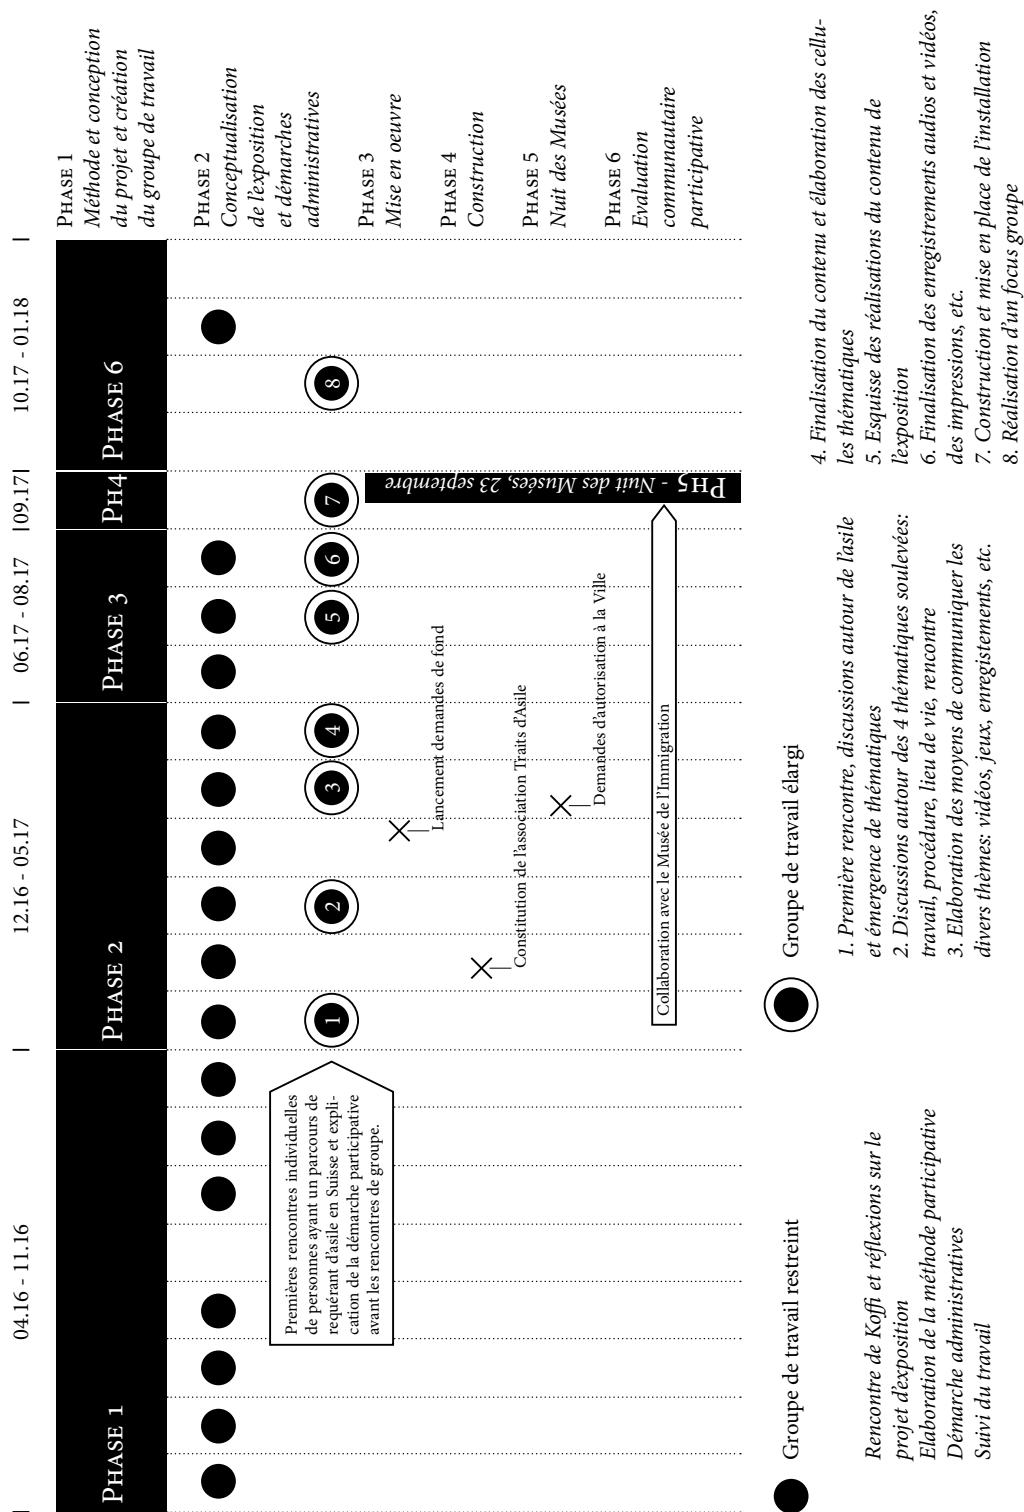 04.16 - 11.16
12.16 - 05.17
06.17 - 08.17
09.17
10.17 - 01.18
Phase 1
Phase 2
Phase 3
Ph4
Phase 6
Phase 1
Méthode et conception
du projet et création
du groupe de travail
Phase 2
Conceptualisation
de l'exposition
et démarches
administratives
Phase 3
Mise en oeuvre
Phase 4
Construction
Phase 5
Nuit des Musées
Phase 6
Evaluation
communautaire
participative
Premières rencontres individuelles
de personnes ayant un parcours de
requérant d'asile en Suisse et expli-
cation de la démarche participative
avant les rencontres de groupe.
1
2
3
4
5
6
7
8
Lancement demandes de fond
Constitution de l'association Traits d'Asile
Demandes d'autorisation à la Ville
Collaboration avec le Musée de l'Immigration
Ph5 - Nuit des Musées, 23 septembre
Groupe de travail restreint
Rencontre de Koffi et réflexions sur le
projet d'exposition
Elaboration de la méthode participative
Démarche administratives
Suivi du travail
Groupe de travail élargi
1. Première rencontre, discussions autour de l'asile
et émergence de thématiques
2. Discussions autour des 4 thématiques soulevées:
travail, procédure, lieu de vie, rencontre
3. Elaboration des moyens de communiquer les
divers thèmes: vidéos, jeux, enregistements, etc.
4. Finalisation du contenu et élaboration des cellu-
les thématiques
5. Esquisse des réalisations du contenu de
l'exposition
6. Finalisation des enregistrements audios et vidéos,
des impressions, etc.
7. Construction et mise en place de l'installation
8. Réalisation d'un focus groupe